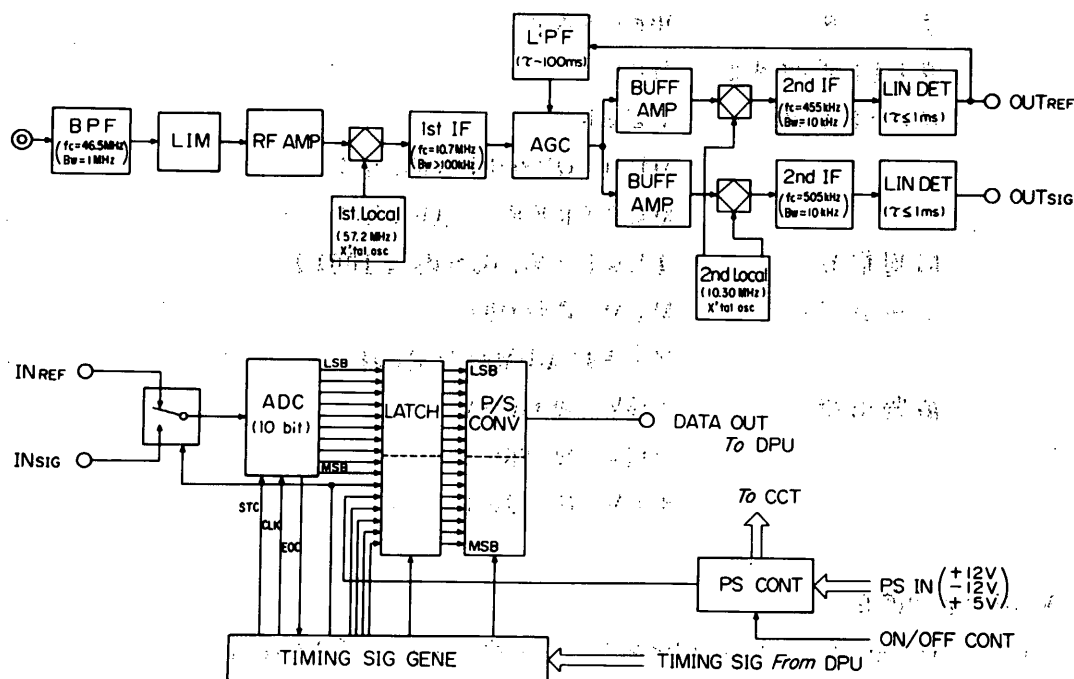 L·P·F
(τ~100ms)
BPF
(fc=46.5MHz)
(Bw=1MHz)
LIM
RF AMP
1st IF
(fc=10.7MHz)
(Bw>100kHz)
AGC
BUFF
AMP
2nd IF
(fc=455kHz)
(Bw=10kHz)
LIN DET
(τ≤1ms)
OUTREF
BUFF
AMP
2nd IF
(fc=505kHz)
(Bw=10kHz)
LIN DET
(τ≤1ms)
OUTSIG
1st. Local
(57.2 MHz)
X'tal osc
2nd Local
(10.30 MHz)
X'tal osc
INREF
INSIG
ADC
(10 bit)
LSB
MSB
LATCH
LSB
P/S
CONV
MSB
DATA OUT
To DPU
STC
CLK
EOC
To CCT
PS CONT
PS IN
+12V
-12V
+ 5V
ON/OFF CONT
TIMING SIG GENE
TIMING SIG From DPU